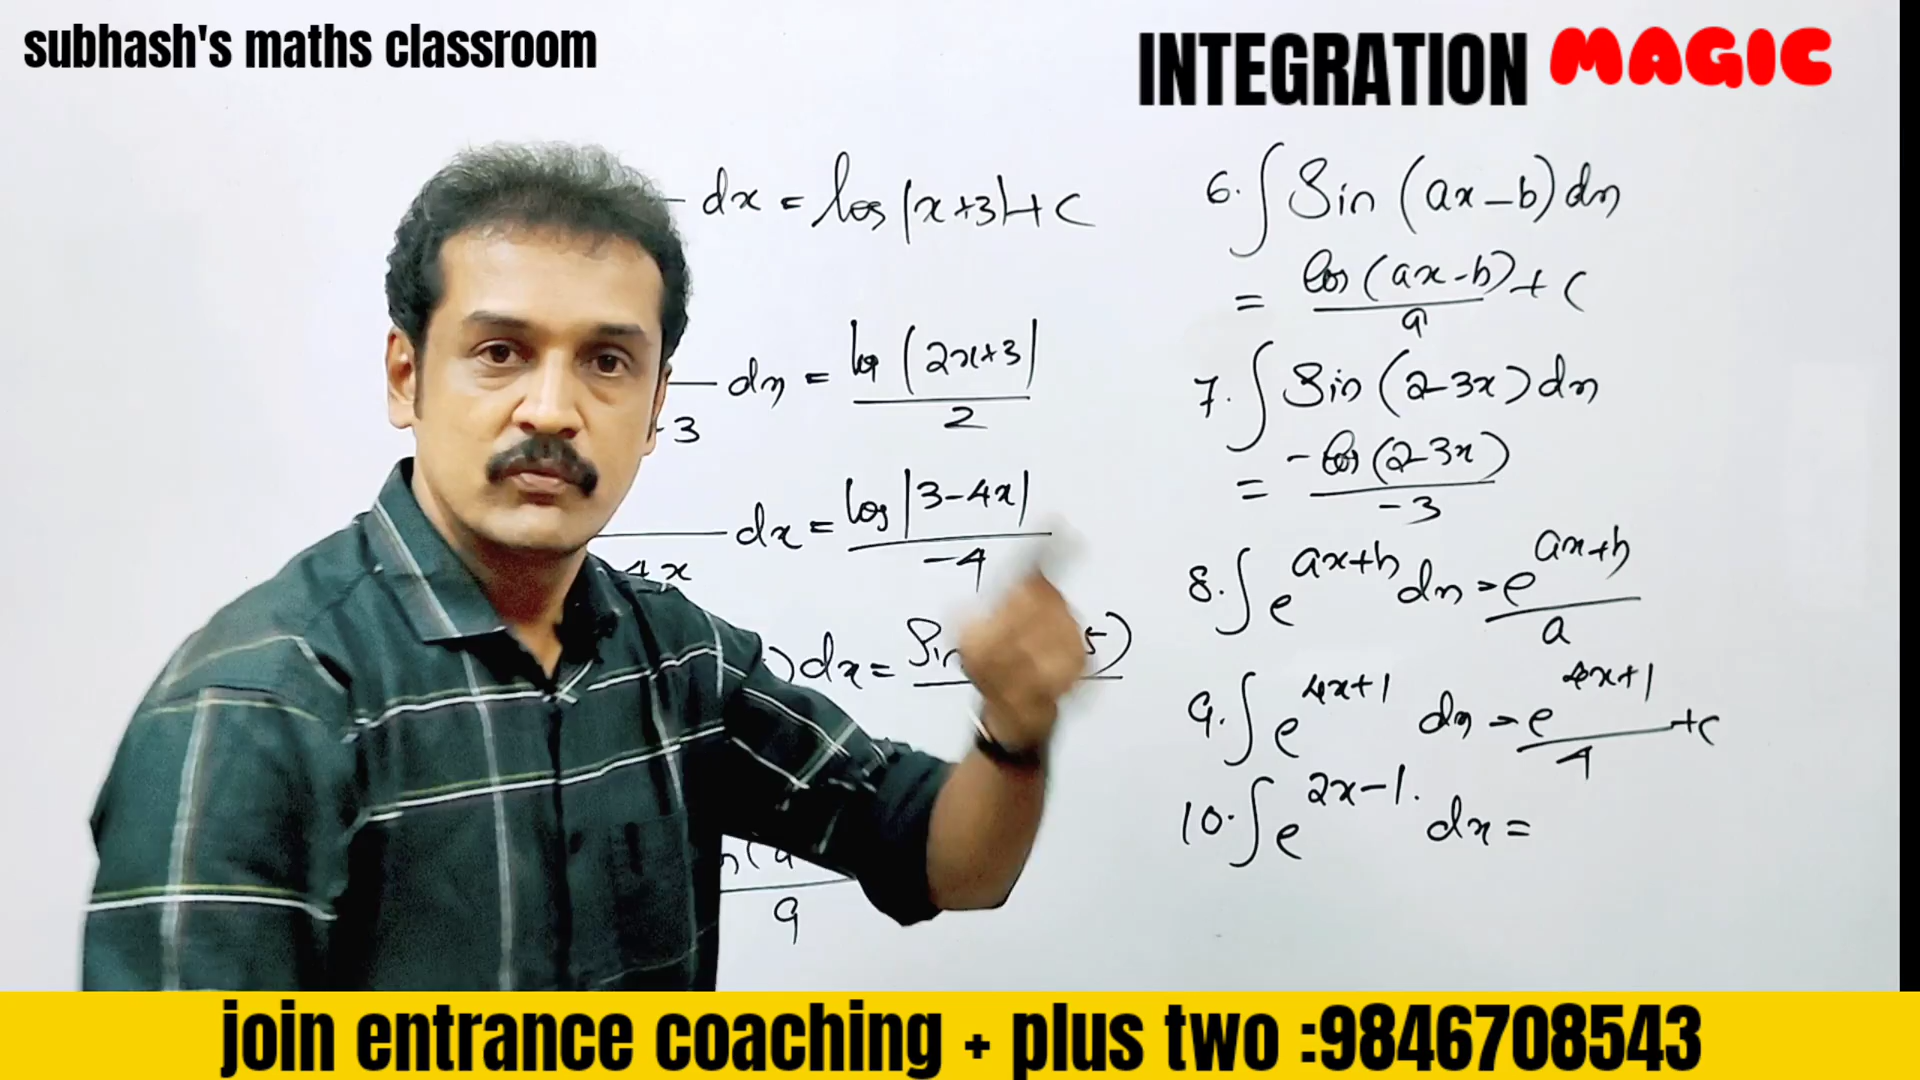 subhash's maths classroom
INTEGRATION MAGIC
dx = log |x+3| + c
dx = log |2x+3|
-3
2
dx = log |3-4x|
4x
-4
) dx = Sin 5)
9
6. ∫ Sin (ax-b) dx
= Cos (ax-b) + c
a
7. ∫ Sin (2-3x) dx
= -Cos (2-3x)
-3
8. ∫ e^ax+b dx = e^ax+b
a
9. ∫ e^4x+1 dx = e^4x+1 + c
4
10. ∫ e^2x-1. dx =
join entrance coaching + plus two :9846708543